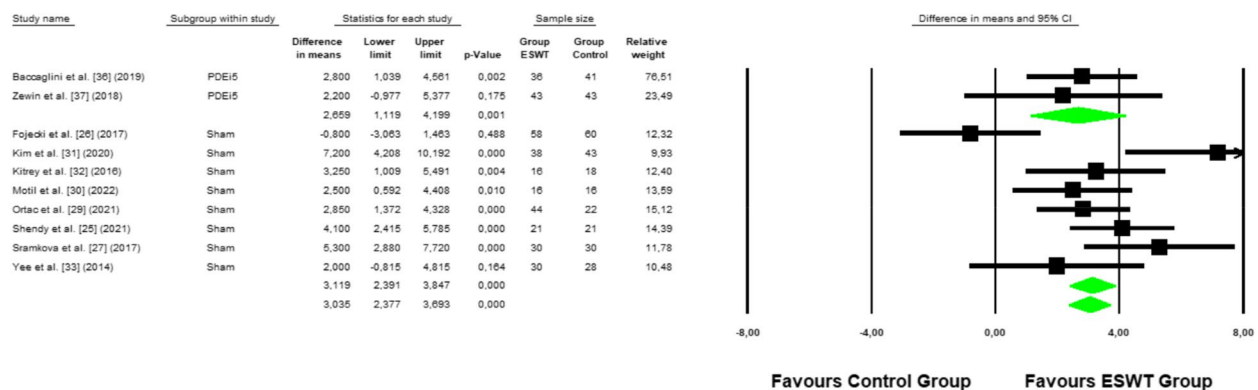 Study name Subgroup within study Statistics for each study Sample size Difference in means and 95% CI
Difference in means Lower limit Upper limit p-Value Group ESWT Group Control Relative weight
Baccaglini et al. [36] (2019) PDEi5 2,800 1,039 4,561 0,002 36 41 76,51
Zewin et al. [37] (2018) PDEi5 2,200 -0,977 5,377 0,175 43 43 23,49
2,659 1,119 4,199 0,001
Fojecki et al. [26] (2017) Sham -0,800 -3,063 1,463 0,488 58 60 12,32
Kim et al. [31] (2020) Sham 7,200 4,208 10,192 0,000 38 43 9,93
Kitrey et al. [32] (2016) Sham 3,250 1,009 5,491 0,004 16 18 12,40
Motil et al. [30] (2022) Sham 2,500 0,592 4,408 0,010 16 16 13,59
Ortac et al. [29] (2021) Sham 2,850 1,372 4,328 0,000 44 22 15,12
Shendy et al. [25] (2021) Sham 4,100 2,415 5,785 0,000 21 21 14,39
Sramkova et al. [27] (2017) Sham 5,300 2,880 7,720 0,000 30 30 11,78
Yee et al. [33] (2014) Sham 2,000 -0,815 4,815 0,164 30 28 10,48
3,119 2,391 3,847 0,000
3,035 2,377 3,693 0,000
-8,00 -4,00 0,00 4,00 8,00
Favours Control Group Favours ESWT Group